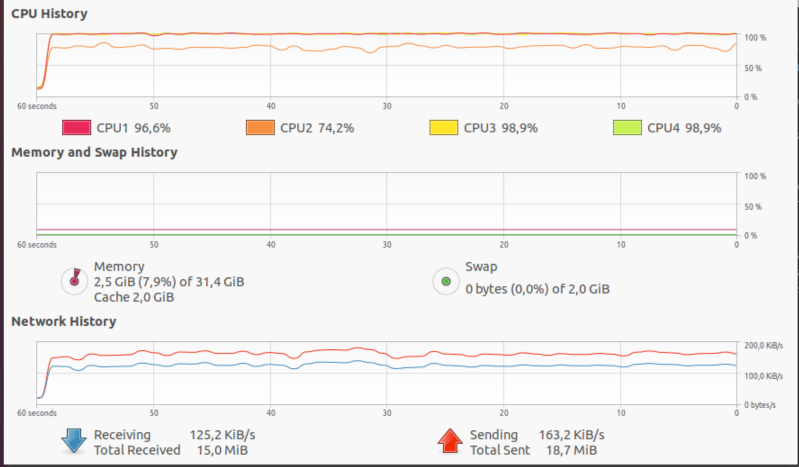 CPU History
100 %
50 %
0 %
60 seconds 50 40 30 20 10 0
CPU1 96,6% CPU2 74,2% CPU3 98,9% CPU4 98,9%
Memory and Swap History
100 %
50 %
0 %
60 seconds 50 40 30 20 10 0
Memory
2,5 GiB (7,9%) of 31,4 GiB
Cache 2,0 GiB
Swap
0 bytes (0,0%) of 2,0 GiB
Network History
200,0 KiB/s
100,0 KiB/s
0 bytes/s
60 seconds 50 40 30 20 10 0
Receiving 125,2 KiB/s
Total Received 15,0 MiB
Sending 163,2 KiB/s
Total Sent 18,7 MiB